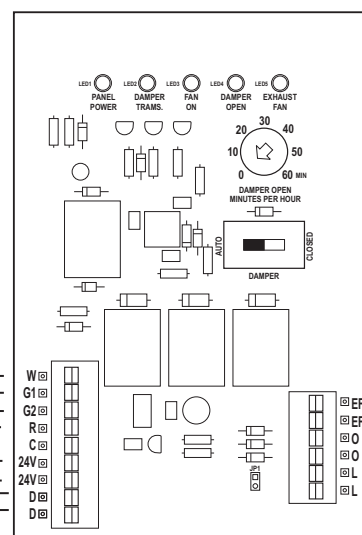 LED1 LED2 LED3 LED4 LED5
PANEL POWER
DAMPER TRAMS.
FAN ON
DAMPER OPEN
EXHAUST FAN
0 10 20 30 40 50 60 MIN
DAMPER OPEN
MINUTES PER HOUR
AUTO
CLOSED
DAMPER
W
G1
G2
R
C
24V
24V
D
D
JP1
O
O
L
L